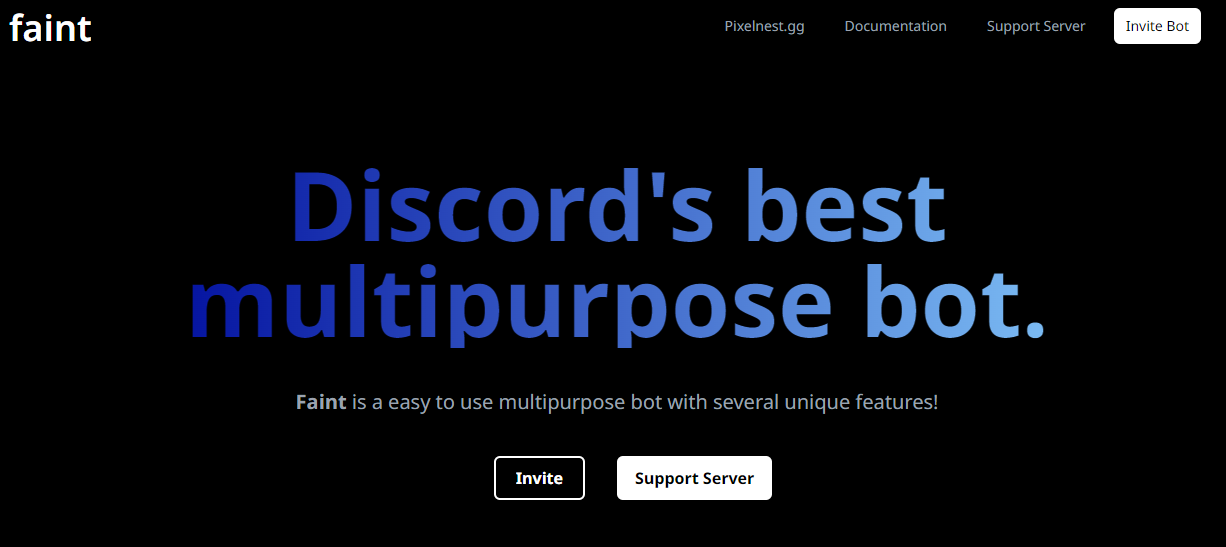 faint
Pixelnest.gg
Documentation
Support Server
Invite Bot
Discord's best
multipurpose bot.
Faint is a easy to use multipurpose bot with several unique features!
Invite
Support Server